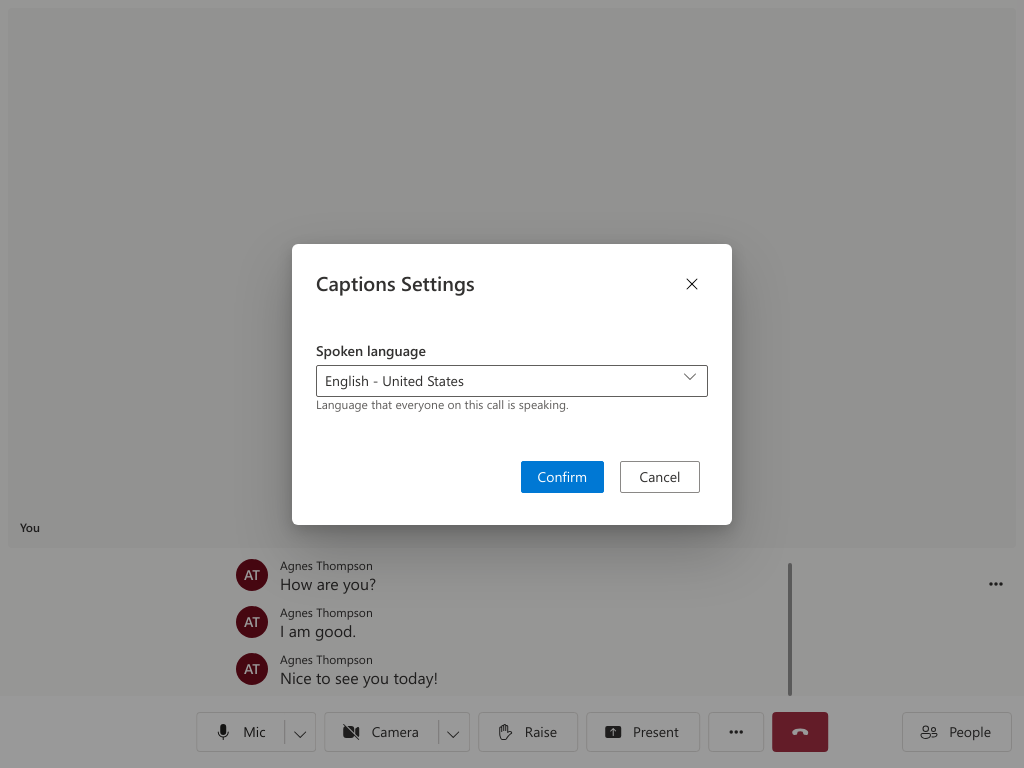 Captions Settings
Spoken language
English - United States
Language that everyone on this call is speaking.
Confirm Cancel
You
AT Agnes Thompson
How are you?
AT Agnes Thompson
I am good.
AT Agnes Thompson
Nice to see you today!
Mic Camera Raise Present People